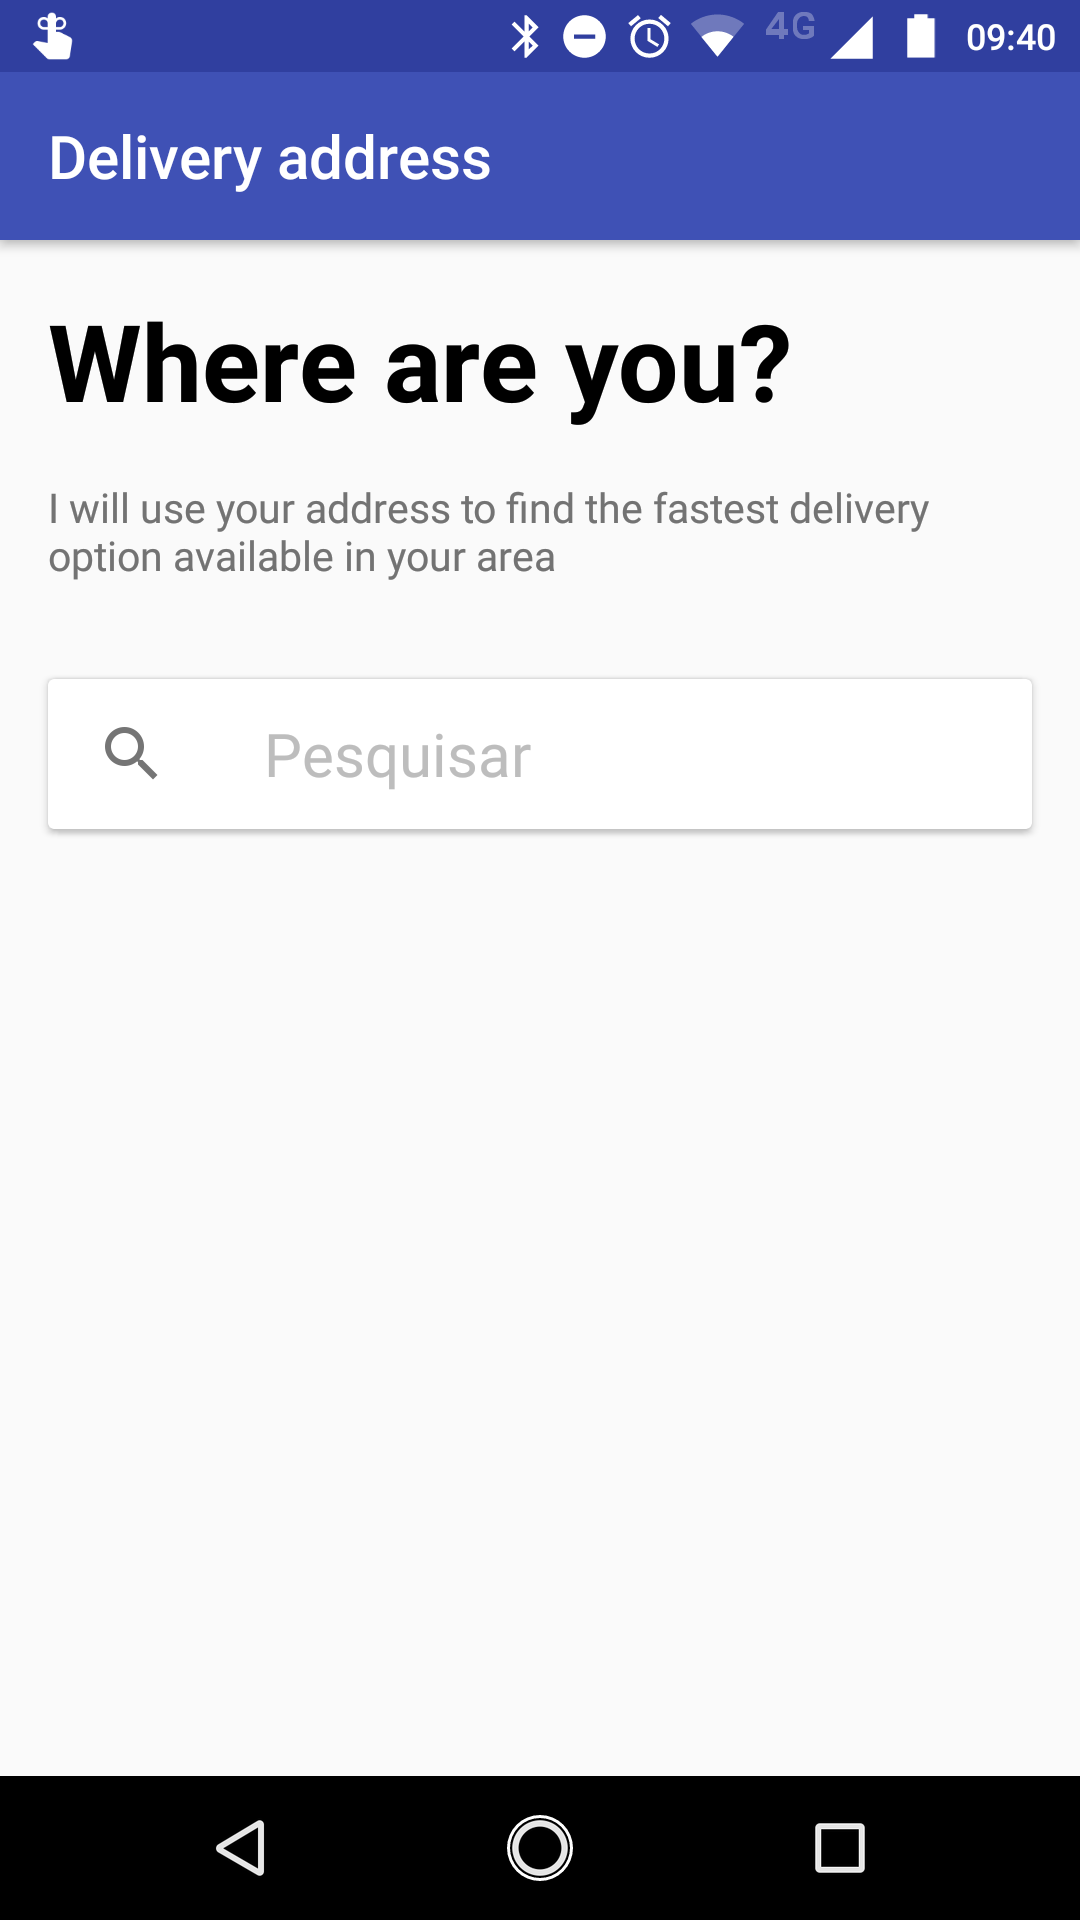 4G 09:40
Delivery address
Where are you?
I will use your address to find the fastest delivery
option available in your area
Pesquisar